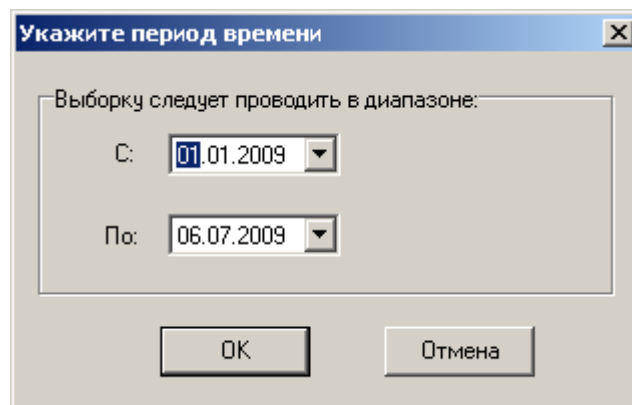 Укажите период времени
Выборку следует проводить в диапазоне:
С: 01.01.2009
По: 06.07.2009
OK Отмена